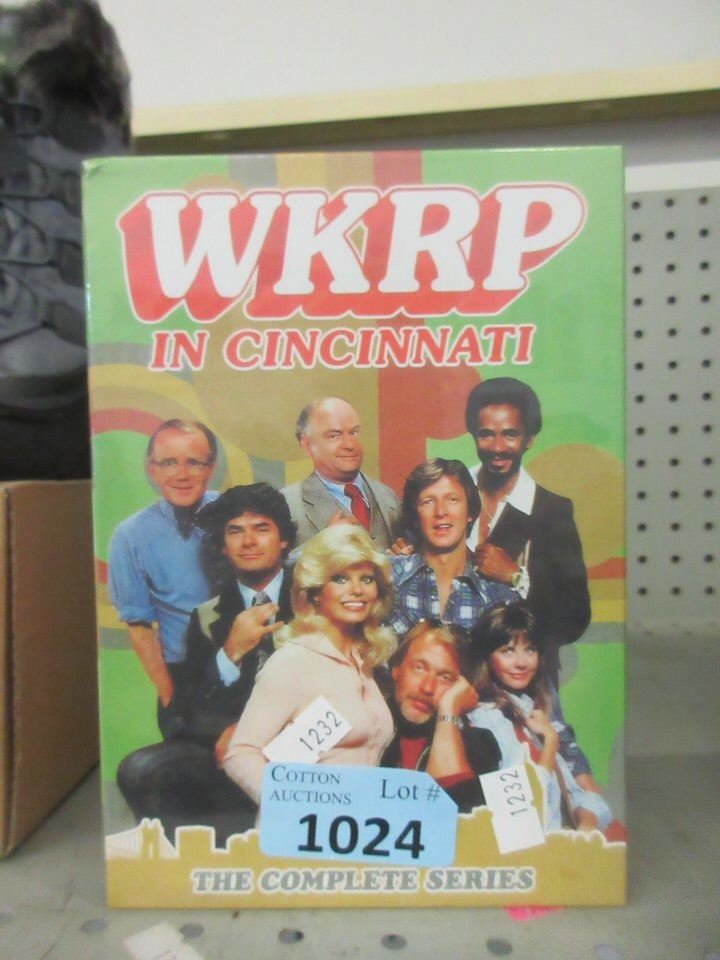 WKRP
IN CINCINNATI
1232
COTTON
AUCTIONS
Lot #
1024
1232
THE COMPLETE SERIES